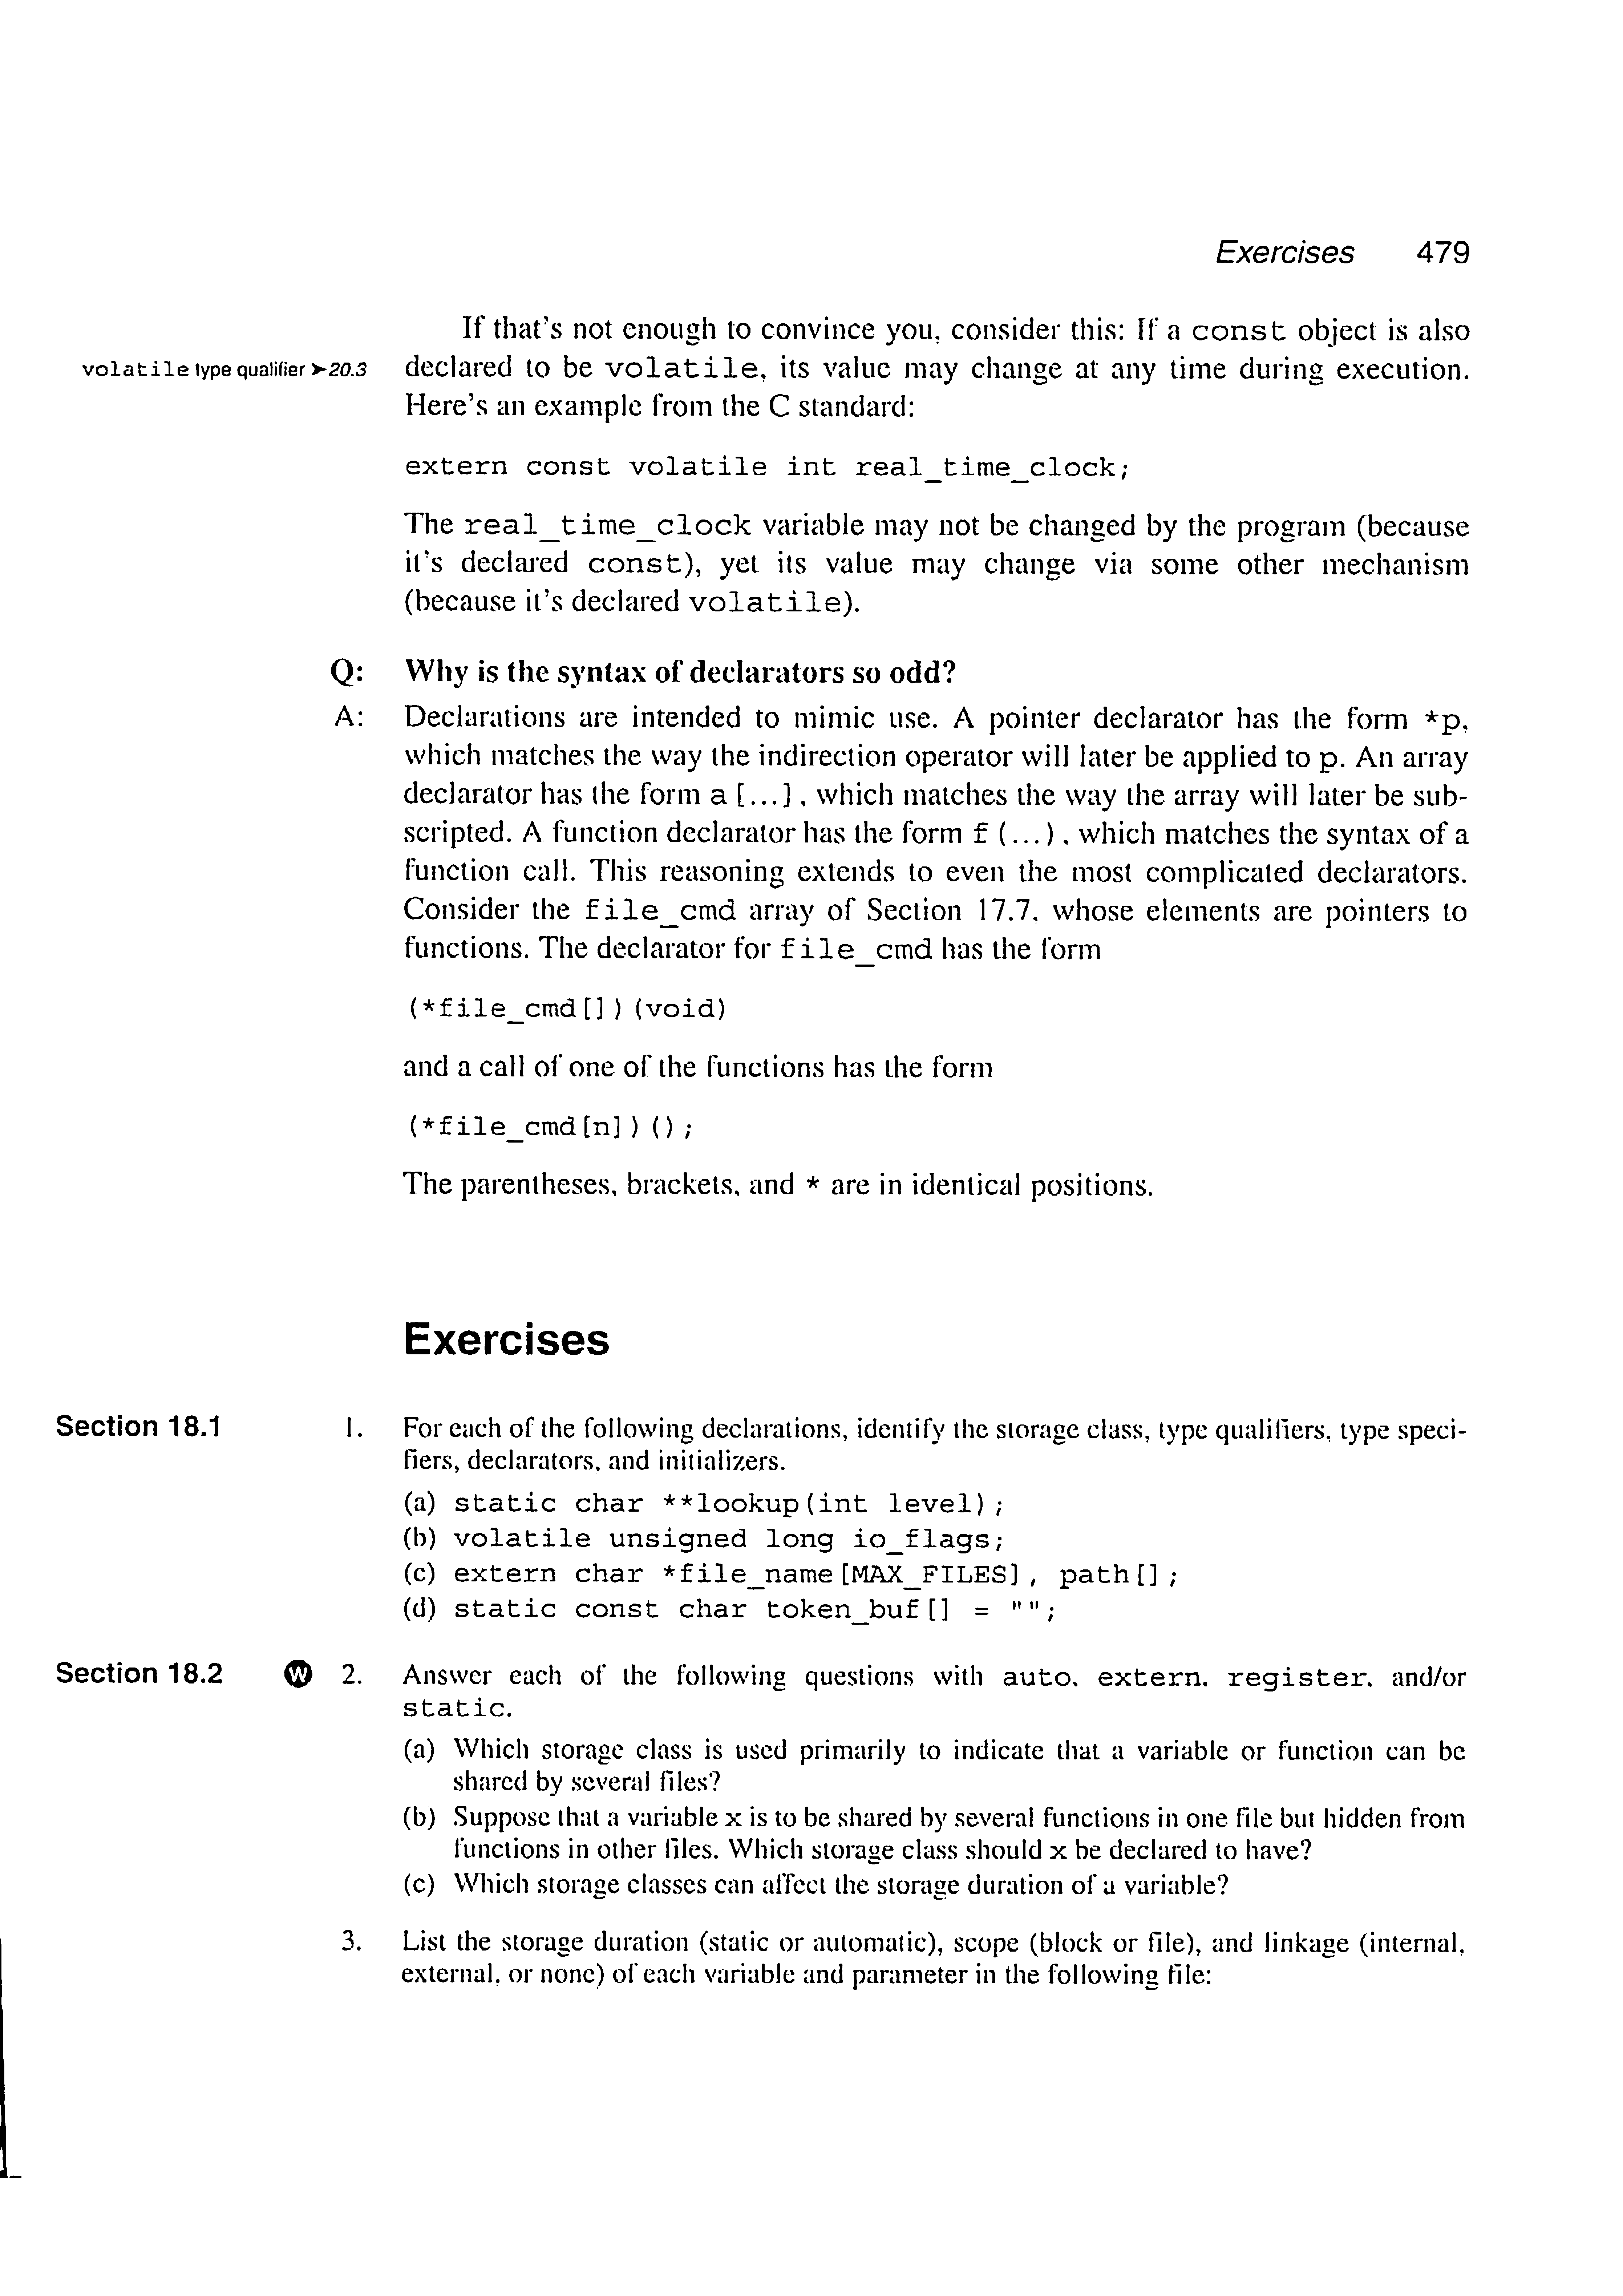 Exercises 479
If that's not enough to convince you, consider this: If a const object is also
volatile type qualifier ➤20.3
declared to be volatile, its value may change at any time during execution.
Here's an example from the C standard:
extern const volatile int real_time_clock;
The real_time_clock variable may not be changed by the program (because
it's declared const), yet its value may change via some other mechanism
(because it's declared volatile).
Q: Why is the syntax of declarators so odd?
A: Declarations are intended to mimic use. A pointer declarator has the form *p,
which matches the way the indirection operator will later be applied to p. An array
declarator has the form a[...], which matches the way the array will later be sub-
scripted. A function declarator has the form f(...), which matches the syntax of a
function call. This reasoning extends to even the most complicated declarators.
Consider the file_cmd array of Section 17.7, whose elements are pointers to
functions. The declarator for file_cmd has the form
(*file_cmd[])(void)
and a call of one of the functions has the form
(*file_cmd[n])();
The parentheses, brackets, and * are in identical positions.
Exercises
Section 18.1 1. For each of the following declarations, identify the storage class, type qualifiers, type speci-
fiers, declarators, and initializers.
(a) static char **lookup(int level);
(b) volatile unsigned long io_flags;
(c) extern char *file_name[MAX_FILES], path[];
(d) static const char token_buf[] = "";
Section 18.2 W 2. Answer each of the following questions with auto, extern, register, and/or
static.
(a) Which storage class is used primarily to indicate that a variable or function can be
shared by several files?
(b) Suppose that a variable x is to be shared by several functions in one file but hidden from
functions in other files. Which storage class should x be declared to have?
(c) Which storage classes can affect the storage duration of a variable?
3. List the storage duration (static or automatic), scope (block or file), and linkage (internal,
external, or none) of each variable and parameter in the following file: